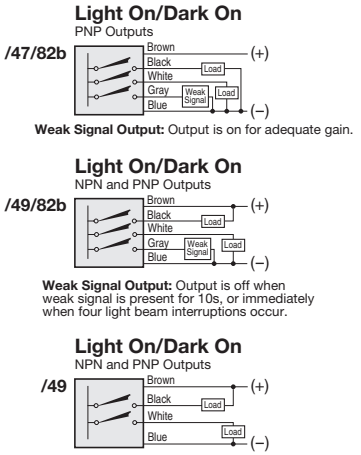 Light On/Dark On
PNP Outputs
/47/82b
Brown
(+)
Black
Load
White
Gray
Weak
Signal
Load
Blue
(−)
Weak Signal Output: Output is on for adequate gain.
Light On/Dark On
NPN and PNP Outputs
/49/82b
Brown
(+)
Black
Load
White
Gray
Weak
Signal
Load
Blue
(−)
Weak Signal Output: Output is off when
weak signal is present for 10s, or immediately
when four light beam interruptions occur.
Light On/Dark On
NPN and PNP Outputs
/49
Brown
(+)
Black
Load
White
Load
Blue
(−)